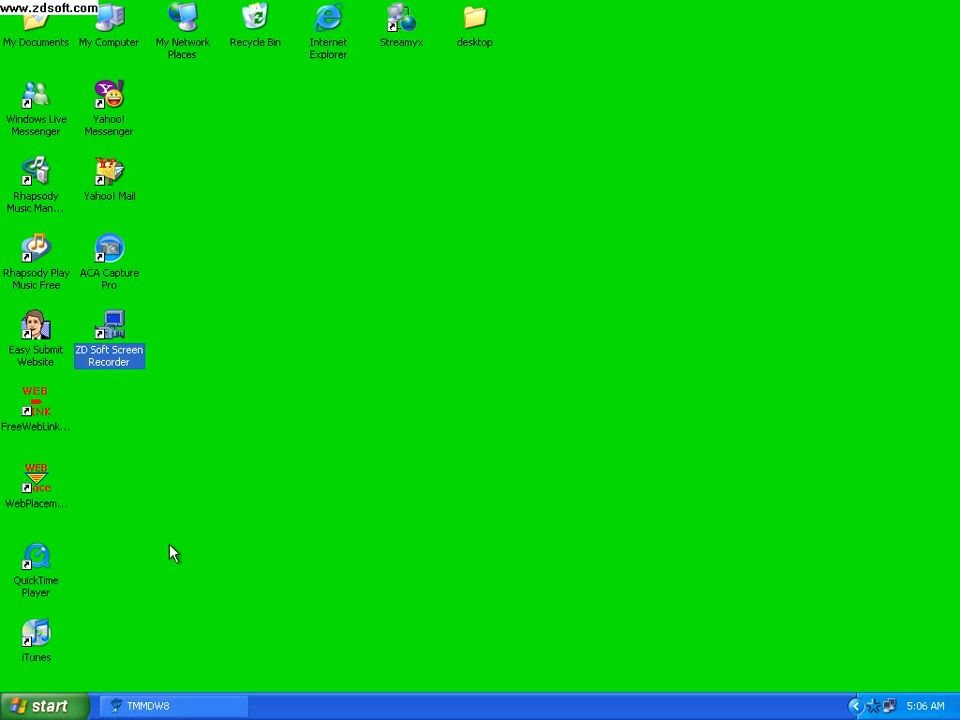 www.zdsoft.com
My Documents
My Computer
My Network
Places
Recycle Bin
Internet
Explorer
Streamyx
desktop
Windows Live
Messenger
Yahoo!
Messenger
Rhapsody
Music Man...
Yahoo! Mail
Rhapsody Play
Music Free
ACA Capture
Pro
Easy Submit
Website
ZD Soft Screen
Recorder
WEB
INK
FreeWebLink...
WEB
ace
WebPlacem...
QuickTime
Player
iTunes
start
TMMDW8
5:06 AM